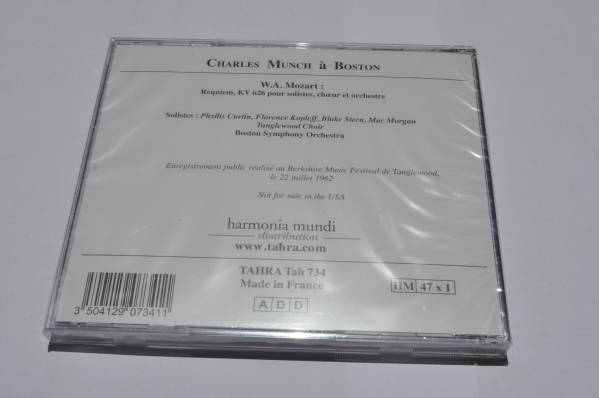 CHARLES MUNCH à BOSTON
W.A. Mozart :
Requiem, KV 626 pour solistes, chœur et orchestre
Solistes : Phyllis Curtin, Florence Kopleff, Blake Stern, Mac Morgan
Tanglewood Choir
Boston Symphony Orchestra
Enregistrement public réalisé au Berkshire Music Festival de Tanglewood,
le 22 juillet 1962
Not for sale in the USA
harmonia mundi
distribution
www.tahra.com
TAHRA Tah 734
Made in France
HM 47 x 1
A D D
3 504129 073411